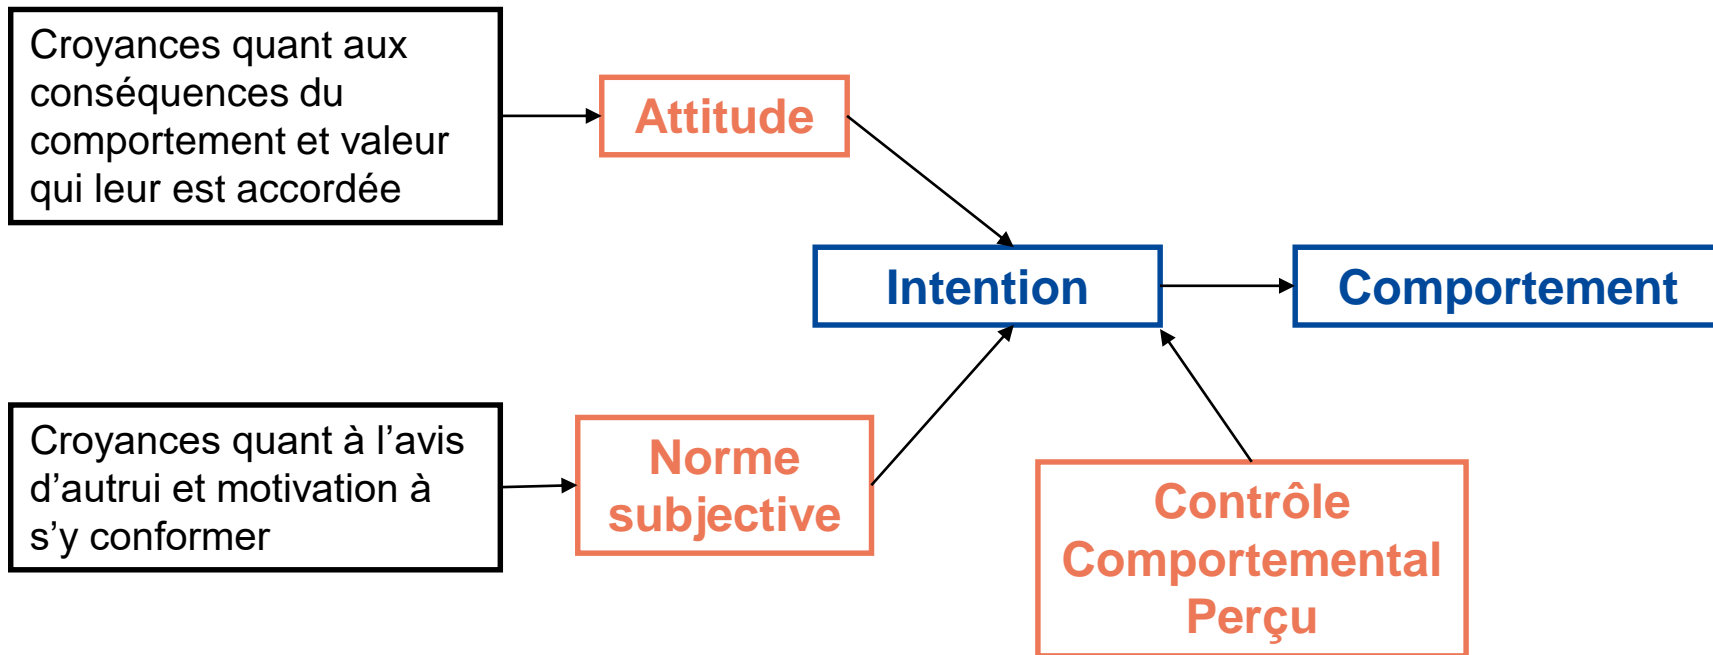 Croyances quant aux
conséquences du
comportement et valeur
qui leur est accordée
Attitude
Intention
Comportement
Croyances quant à l’avis
d’autrui et motivation à
s’y conformer
Norme
subjective
Contrôle
Comportemental
Perçu